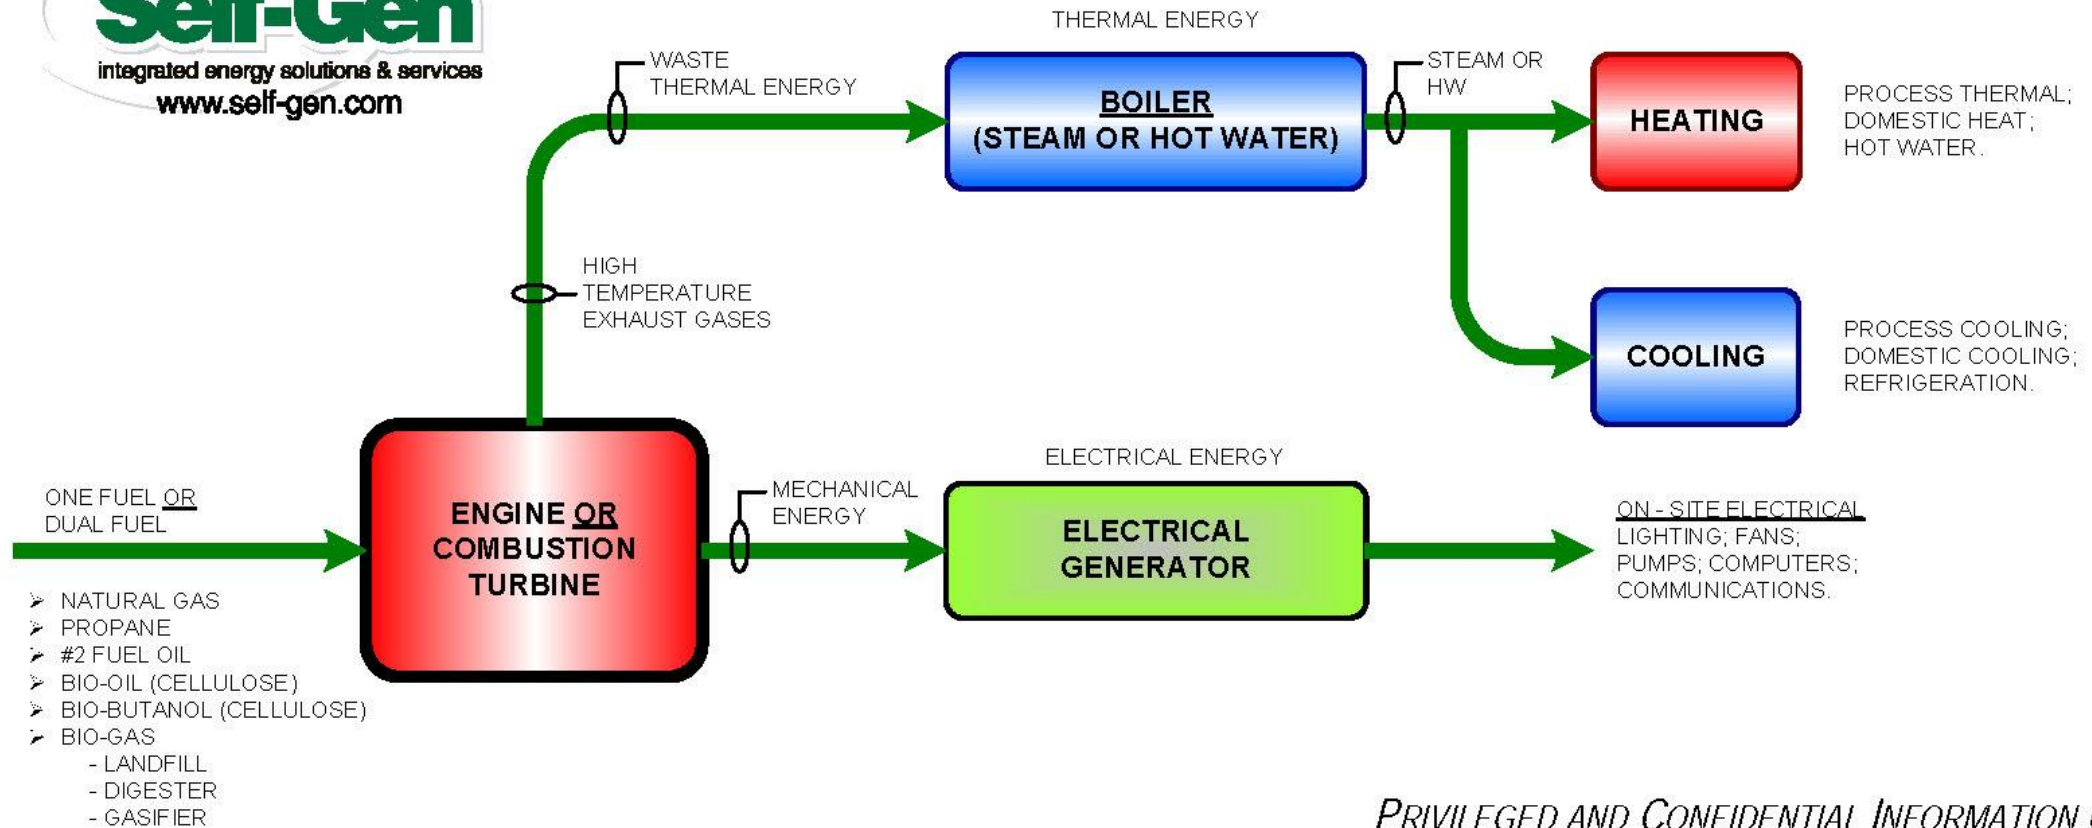 Self-Gen
integrated energy solutions & services
www.self-gen.com
THERMAL ENERGY
WASTE
THERMAL ENERGY
BOILER
(STEAM OR HOT WATER)
STEAM OR
HW
HEATING
PROCESS THERMAL;
DOMESTIC HEAT;
HOT WATER.
HIGH
TEMPERATURE
EXHAUST GASES
COOLING
PROCESS COOLING;
DOMESTIC COOLING;
REFRIGERATION.
ONE FUEL OR
DUAL FUEL
ENGINE OR
COMBUSTION
TURBINE
MECHANICAL
ENERGY
ELECTRICAL ENERGY
ELECTRICAL
GENERATOR
ON - SITE ELECTRICAL
LIGHTING; FANS;
PUMPS; COMPUTERS;
COMMUNICATIONS.
➢ NATURAL GAS
➢ PROPANE
➢ #2 FUEL OIL
➢ BIO-OIL (CELLULOSE)
➢ BIO-BUTANOL (CELLULOSE)
➢ BIO-GAS
- LANDFILL
- DIGESTER
- GASIFIER
PRIVILEGED AND CONFIDENTIAL INFORMATION